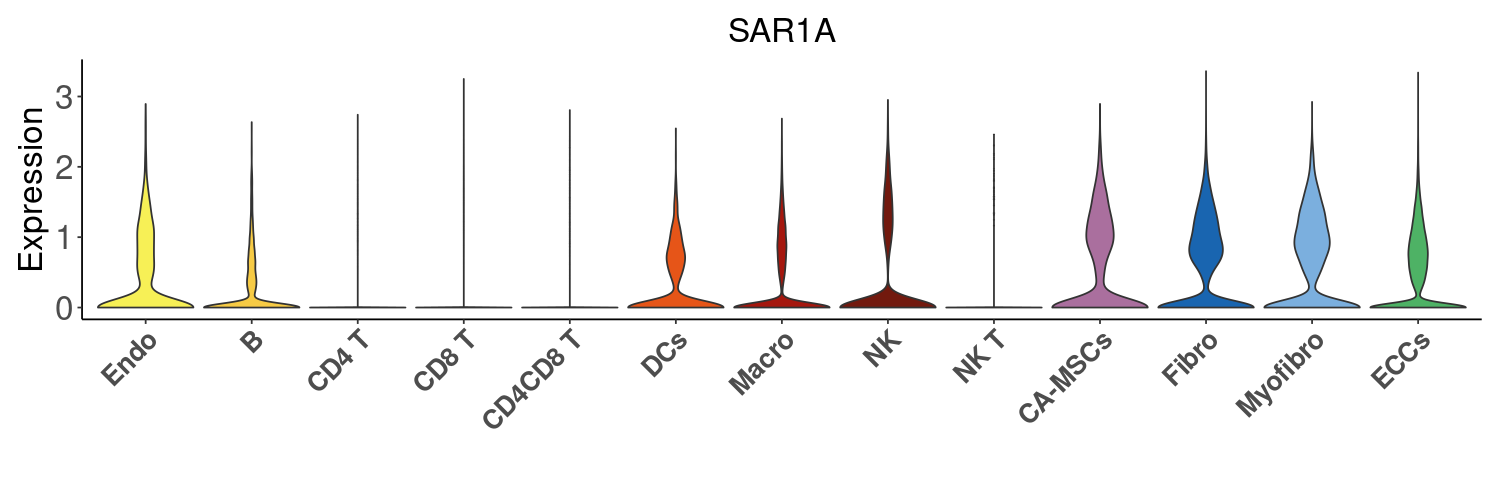 SAR1A
Expression
3
2
1
0
Endo
B
CD4 T
CD8 T
CD4CD8 T
DCs
Macro
NK
NK T
CA-MSCs
Fibro
Myofibro
ECCs